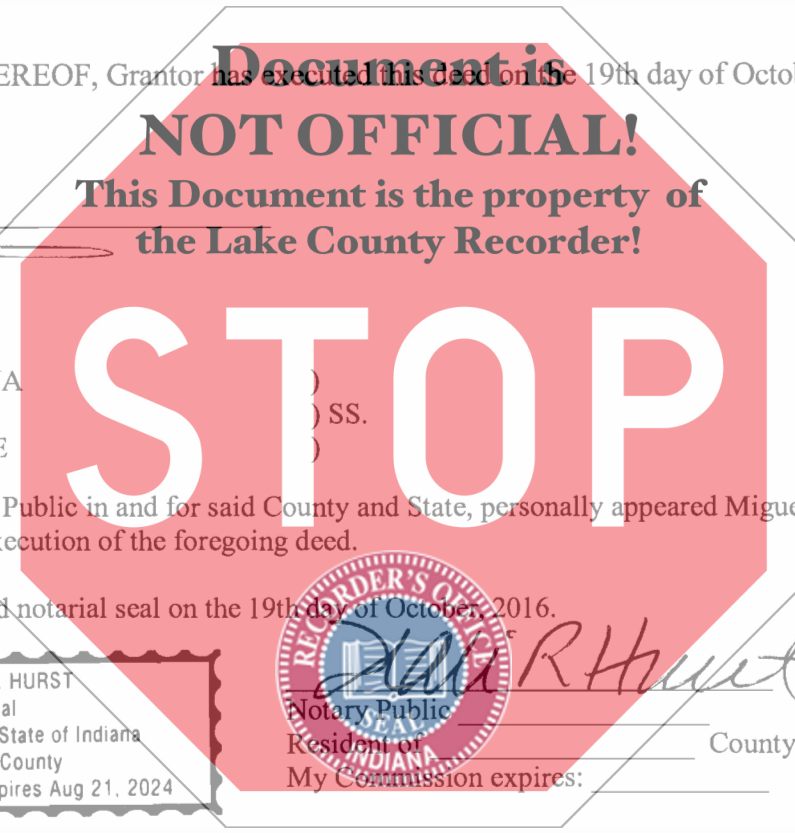 Document is
EREOF, Grantor has executed this deed on the 19th day of Octo
NOT OFFICIAL!
This Document is the property of
the Lake County Recorder!
STOP
A )
) SS.
E )
Public in and for said County and State, personally appeared Migue
xecution of the foregoing deed.
d notarial seal on the 19th day of October, 2016.
RECORDER'S OFFICE
SEAL
INDIANA
R Hurst
HURST
al
State of Indiana
County
pires Aug 21, 2024
Notary Public
Resident of County
My Commission expires: